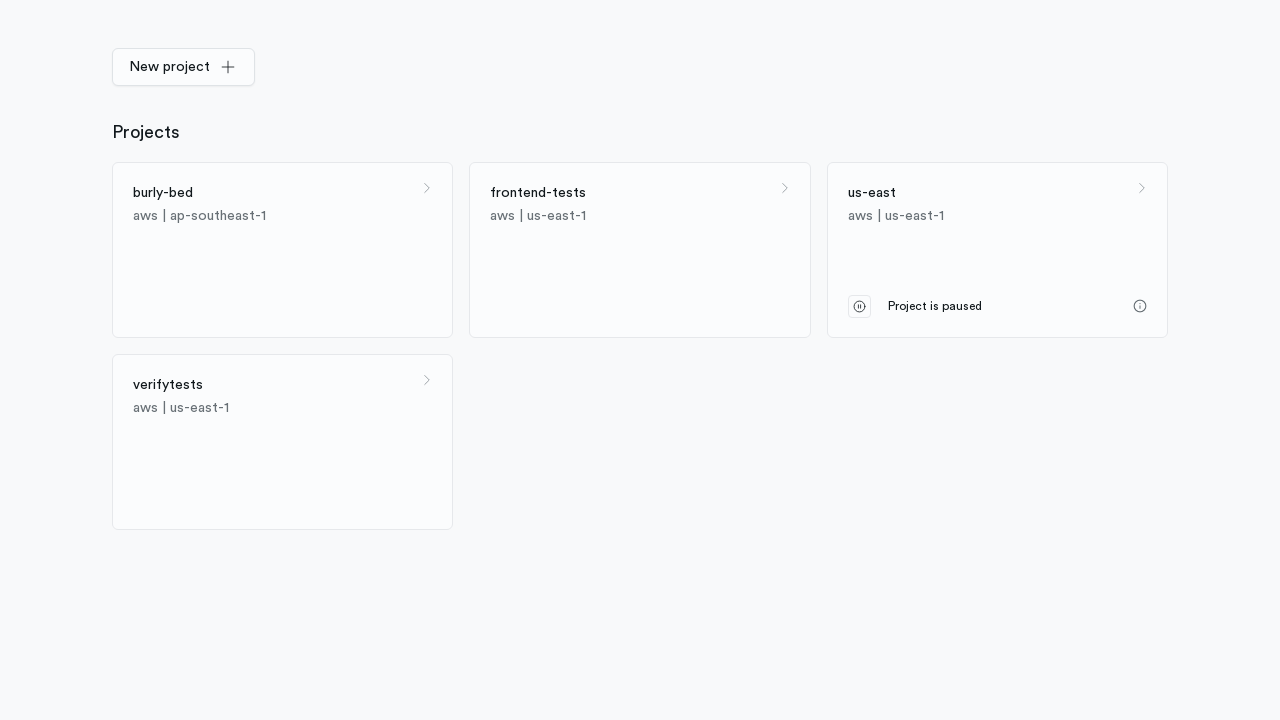 New project
Projects
burly-bed
aws | ap-southeast-1
frontend-tests
aws | us-east-1
us-east
aws | us-east-1
Project is paused
verifytests
aws | us-east-1